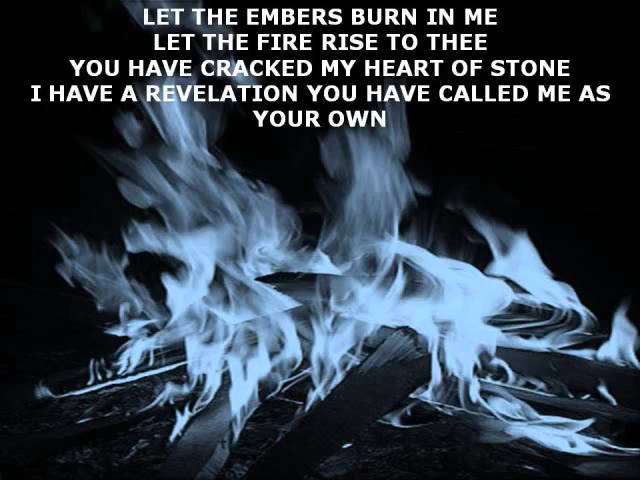 LET THE EMBERS BURN IN ME
LET THE FIRE RISE TO THEE
YOU HAVE CRACKED MY HEART OF STONE
I HAVE A REVELATION YOU HAVE CALLED ME AS
YOUR OWN